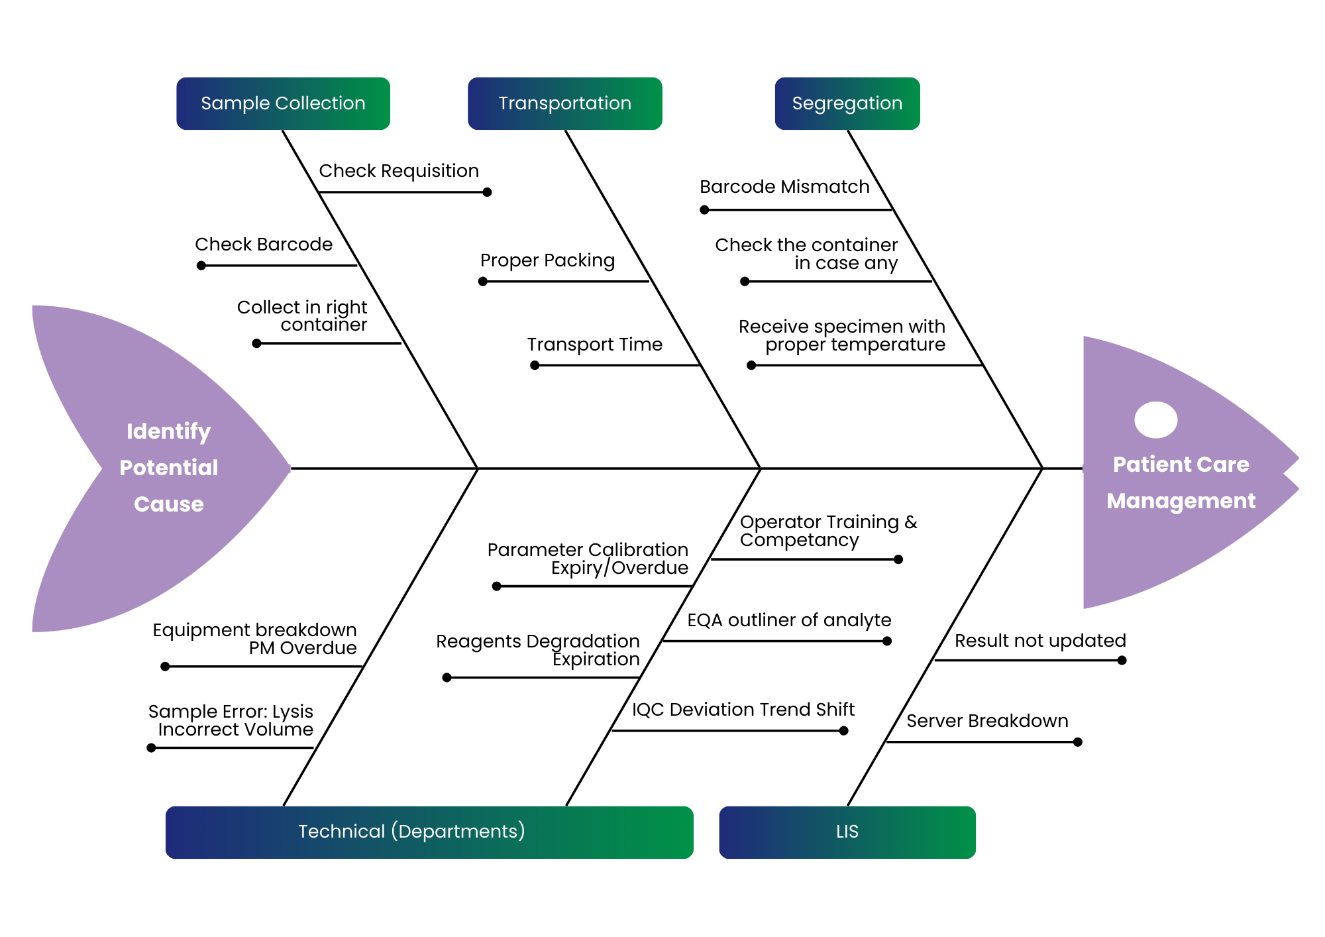 Sample Collection
Transportation
Segregation
Check Requisition
Check Barcode
Collect in right
container
Proper Packing
Transport Time
Barcode Mismatch
Check the container
in case any
Receive specimen with
proper temperature
Identify
Potential
Cause
Patient Care
Management
Equipment breakdown
PM Overdue
Sample Error: Lysis
Incorrect Volume
Parameter Calibration
Expiry/Overdue
Reagents Degradation
Expiration
Operator Training &
Competancy
EQA outliner of analyte
IQC Deviation Trend Shift
Result not updated
Server Breakdown
Technical (Departments)
LIS